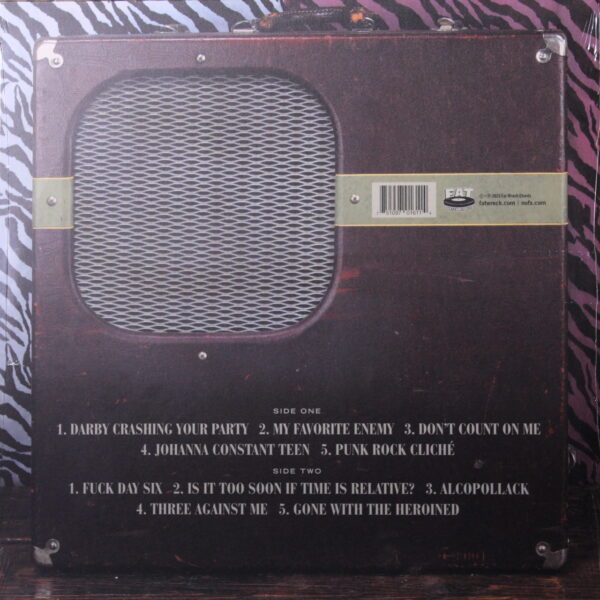 FAT
fatwreck.com | nofx.com
SIDE ONE
1. DARBY CRASHING YOUR PARTY 2. MY FAVORITE ENEMY 3. DON'T COUNT ON ME
4. JOHANNA CONSTANT TEEN 5. PUNK ROCK CLICHÉ
SIDE TWO
1. FUCK DAY SIX 2. IS IT TOO SOON IF TIME IS RELATIVE? 3. ALCOPOLLACK
4. THREE AGAINST ME 5. GONE WITH THE HEROINED